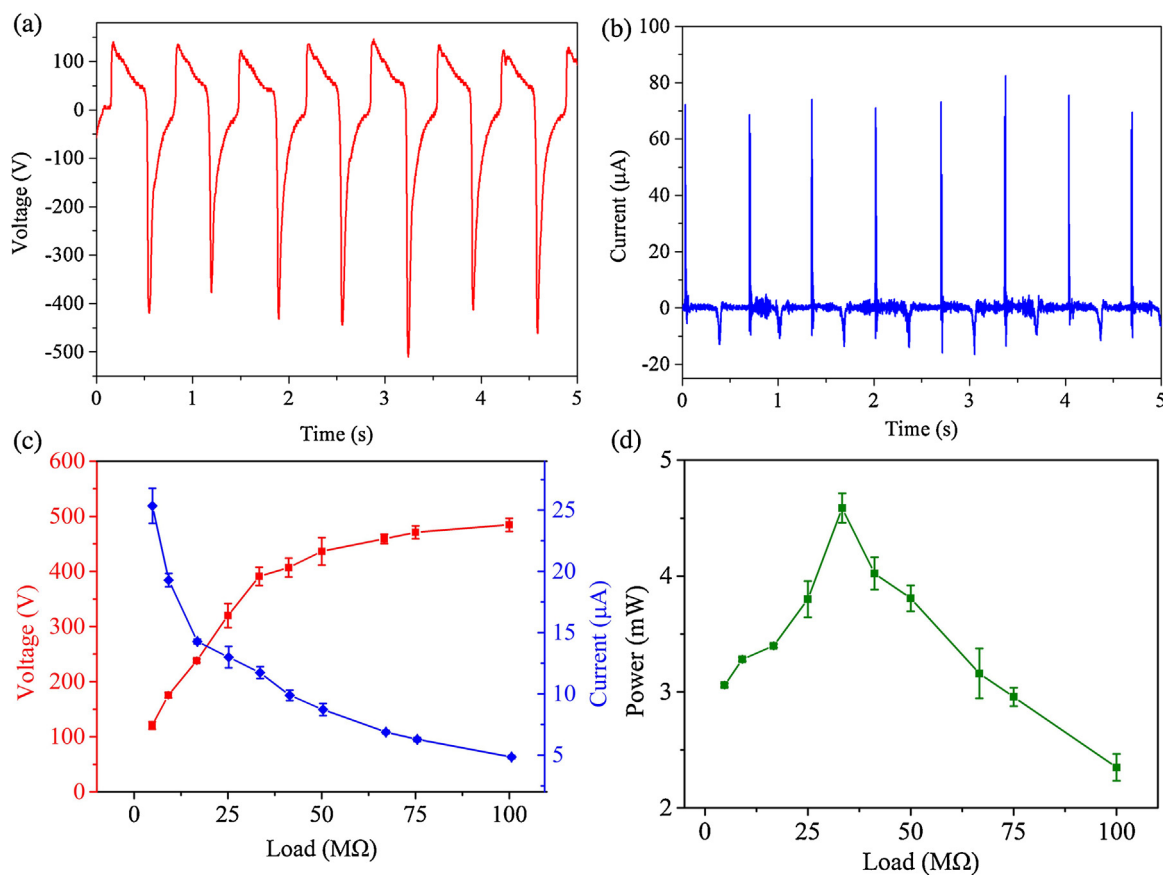 (a)
Voltage (V)
100
0
-100
-200
-300
-400
-500
0 1 2 3 4 5
Time (s)
(b)
Current (μA)
100
80
60
40
20
0
-20
0 1 2 3 4 5
Time (s)
(c)
Voltage (V)
600
500
400
300
200
100
0
25
20
15
10
5
Current (μA)
0 25 50 75 100
Load (MΩ)
(d)
Power (mW)
5
4
3
2
0 25 50 75 100
Load (MΩ)